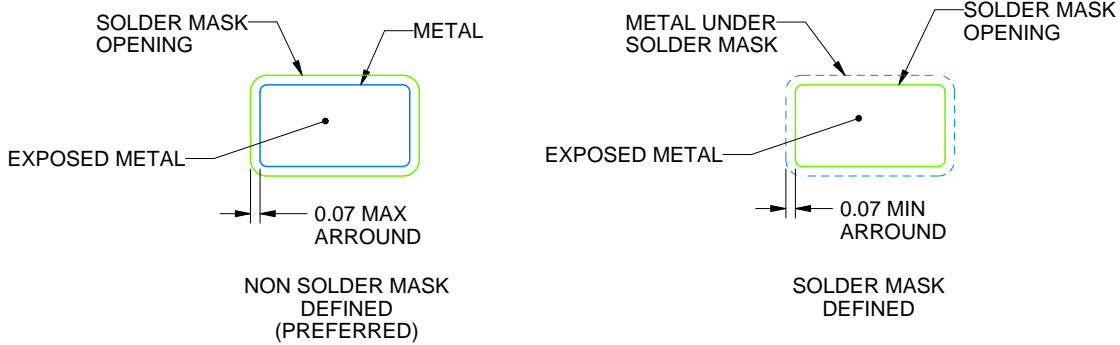 SOLDER MASK
OPENING
METAL
EXPOSED METAL
0.07 MAX
ARROUND
NON SOLDER MASK
DEFINED
(PREFERRED)
METAL UNDER
SOLDER MASK
SOLDER MASK
OPENING
EXPOSED METAL
0.07 MIN
ARROUND
SOLDER MASK
DEFINED